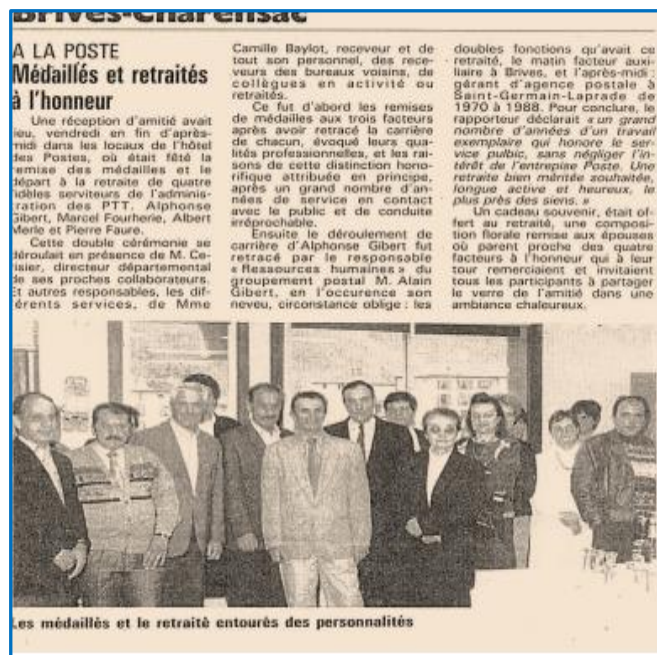 Brives-Charensac
A LA POSTE
Médaillés et retraités
à l'honneur
Une réception d'amitié avait
lieu, vendredi en fin d'après-
midi dans les locaux de l'hôtel
des Postes, où était fêté la
remise des médailles et le
départ à la retraite de quatre
fidèles serviteurs de l'adminis-
tration des PTT. Alphonse
Gibert, Marcel Fourherie, Albert
Merle et Pierre Faure.
Cette double cérémonie se
déroulait en présence de M. Ce-
risier, directeur départemental
de ses proches collaborateurs.
Et autres responsables, les dif-
férents services, de Mme
Camille Baylot, receveur et de
tout son personnel, des rece-
veurs des bureaux voisins, de
collègues en activité ou
retraités.
Ce fut d'abord les remises
de médailles aux trois facteurs
après avoir retracé la carrière
de chacun, évoqué leurs qua-
lités professionnelles, et les rai-
sons de cette distinction hono-
rifique attribuée en principe,
après un grand nombre d'an-
nées de service en contact
avec le public et de conduite
irréprochable.
Ensuite le déroulement de
carrière d'Alphonse Gibert fut
retracé par le responsable
« Ressources humaines » du
groupement postal M. Alain
Gibert, en l'occurence son
neveu, circonstance oblige : les
doubles fonctions qu'avait ce
retraité, le matin facteur auxi-
liaire à Brives, et l'après-midi :
gérant d'agence postale à
Saint-Germain-Laprade de
1970 à 1988. Pour conclure, le
rapporteur déclarait « un grand
nombre d'années d'un travail
exemplaire qui honore le ser-
vice pulbic, sans négliger l'in-
térêt de l'entreprise Poste. Une
retraite bien méritée souhaitée,
longue active et heureux, le
plus près des siens. »
Un cadeau souvenir, était of-
fert au retraité, une composi-
tion florale remise aux épouses
où parent proche des quatre
facteurs à l'honneur qui à leur
tour remerciaient et invitaient
tous les participants à partager
le verre de l'amitié dans une
ambiance chaleureux.
Les médaillés et le retraité entourés des personnalités